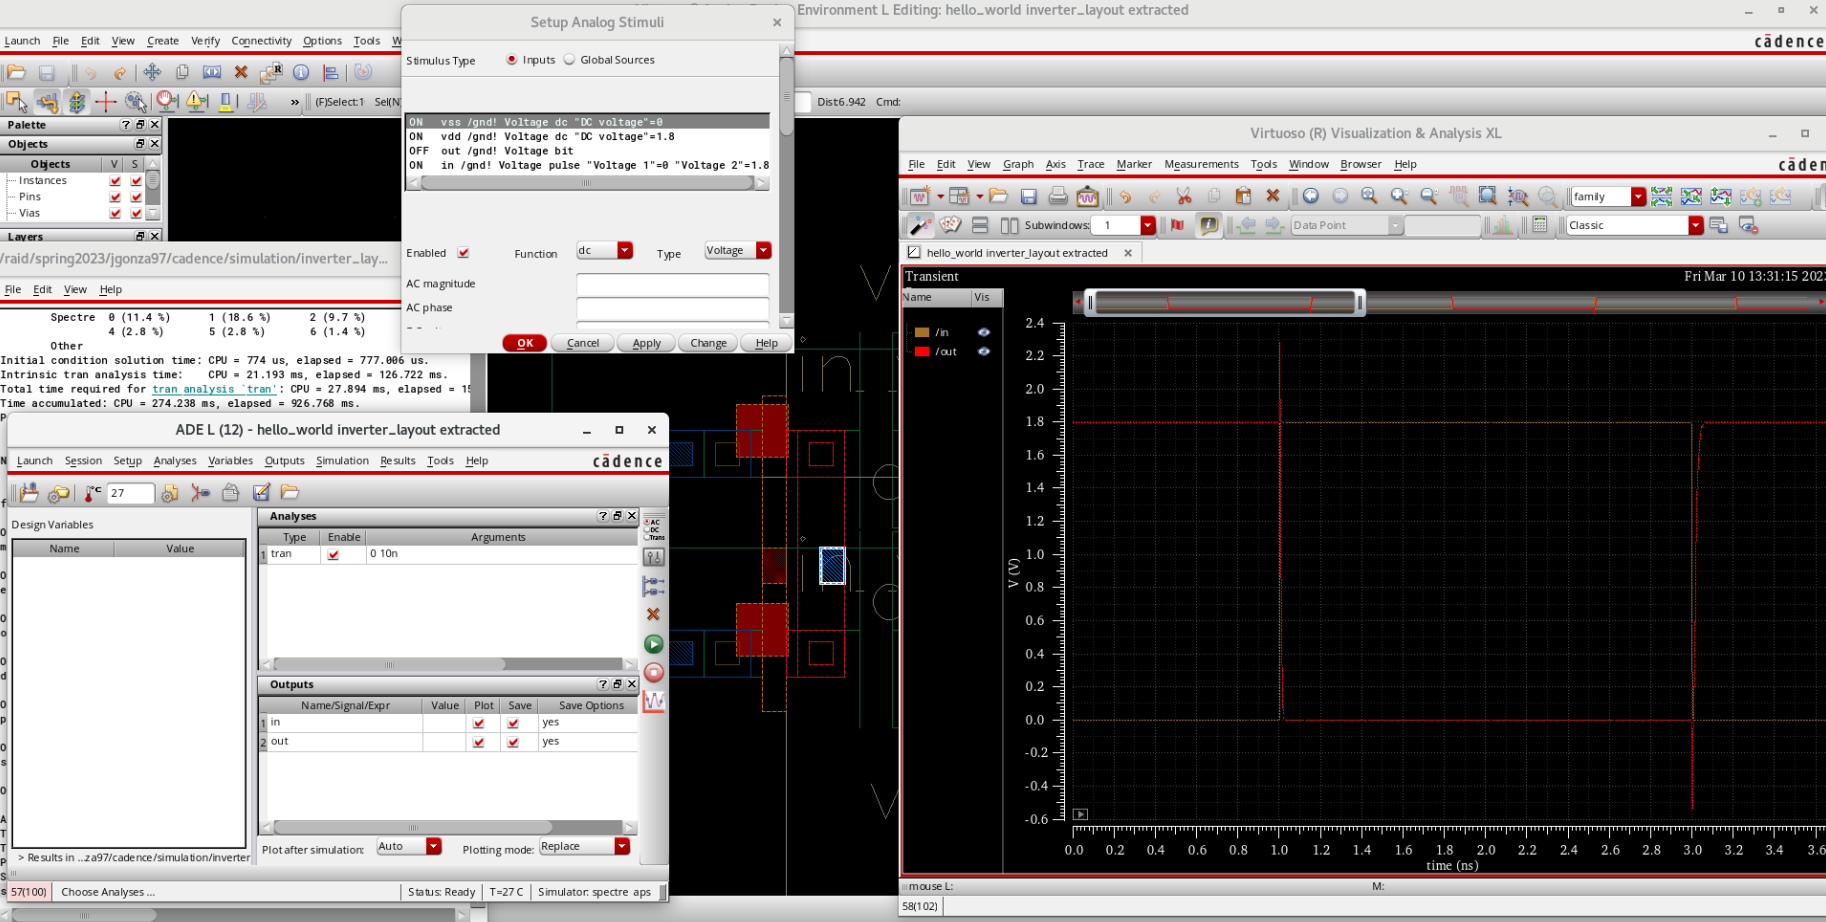 Environment L Editing: hello_world inverter_layout extracted
Launch File Edit View Create Verify Connectivity Options Tools W
cādence
(F)Select:1 Sel(N
Dist6.942 Cmd:
Palette
Objects
Objects V S
Instances
Pins
Vias
Layers
Setup Analog Stimuli
Stimulus Type Inputs Global Sources
ON vss /gnd! Voltage dc "DC voltage"=0
ON vdd /gnd! Voltage dc "DC voltage"=1.8
OFF out /gnd! Voltage bit
ON in /gnd! Voltage pulse "Voltage 1"=0 "Voltage 2"=1.8
Enabled Function dc Type Voltage
AC magnitude
AC phase
OK Cancel Apply Change Help
/raid/spring2023/jgonza97/cadence/simulation/inverter_lay...
File Edit View Help
Spectre 0 (11.4 %) 1 (18.6 %) 2 (9.7 %)
4 (2.8 %) 5 (2.8 %) 6 (1.4 %)
Other
Initial condition solution time: CPU = 774 us, elapsed = 777.006 us.
Intrinsic tran analysis time: CPU = 21.193 ms, elapsed = 126.722 ms.
Total time required for tran analysis `tran': CPU = 27.894 ms, elapsed = 15
Time accumulated: CPU = 274.238 ms, elapsed = 926.768 ms.
ADE L (12) - hello_world inverter_layout extracted
Launch Session Setup Analyses Variables Outputs Simulation Results Tools Help
cādence
°C 27
Design Variables
Name Value
Analyses
Type Enable Arguments
1 tran 0 10n
AC
DC
Trans
Outputs
Name/Signal/Expr Value Plot Save Save Options
1 in yes
2 out yes
Plot after simulation: Auto Plotting mode: Replace
> Results in ...za97/cadence/simulation/inverter
57(100) Choose Analyses ... Status: Ready T=27 C Simulator: spectre aps
in
in
Virtuoso (R) Visualization & Analysis XL
File Edit View Graph Axis Trace Marker Measurements Tools Window Browser Help
cāden
family
Subwindows: 1 Data Point Classic
hello_world inverter_layout extracted
Transient Fri Mar 10 13:31:15 202
Name Vis
/in
/out
2.4
2.2
2.0
1.8
1.6
1.4
1.2
1.0
0.8
0.6
0.4
0.2
0.0
-0.2
-0.4
-0.6
V (V)
0.0 0.2 0.4 0.6 0.8 1.0 1.2 1.4 1.6 1.8 2.0 2.2 2.4 2.6 2.8 3.0 3.2 3.4 3.6
time (ns)
mouse L: M:
58(102)